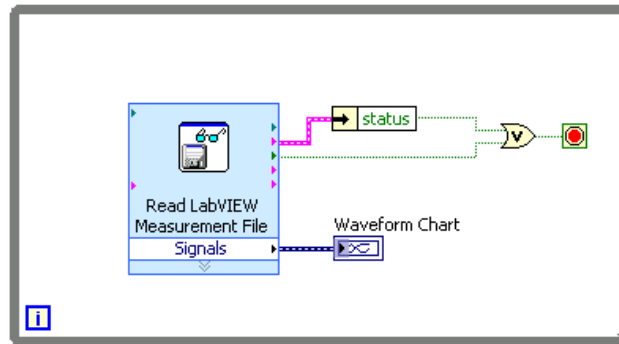 status
Read LabVIEW
Measurement File
Signals
Waveform Chart
i